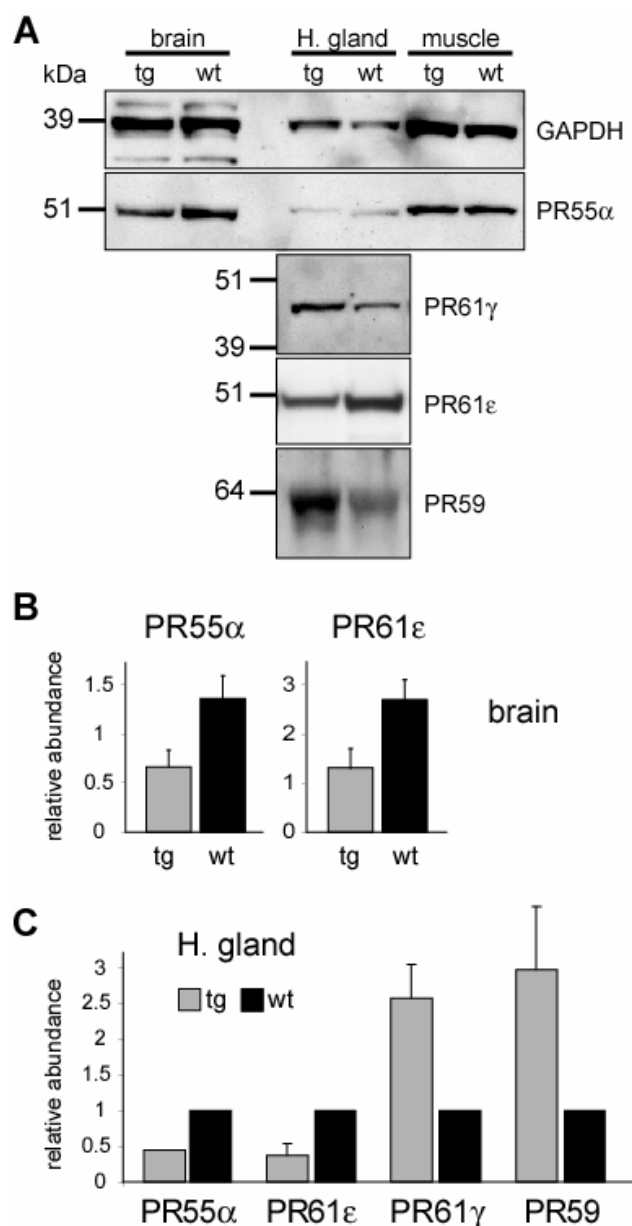 A
brain H. gland muscle
kDa tg wt tg wt tg wt
39 GAPDH
51 PR55α
51
PR61γ
39
51 PR61ε
64 PR59
B
PR55α PR61ε
relative abundance
1.5 3
1 2
0.5 1
0 0
brain
tg wt tg wt
C
H. gland
tg wt
relative abundance
3
2.5
2
1.5
1
0.5
0
PR55α PR61ε PR61γ PR59